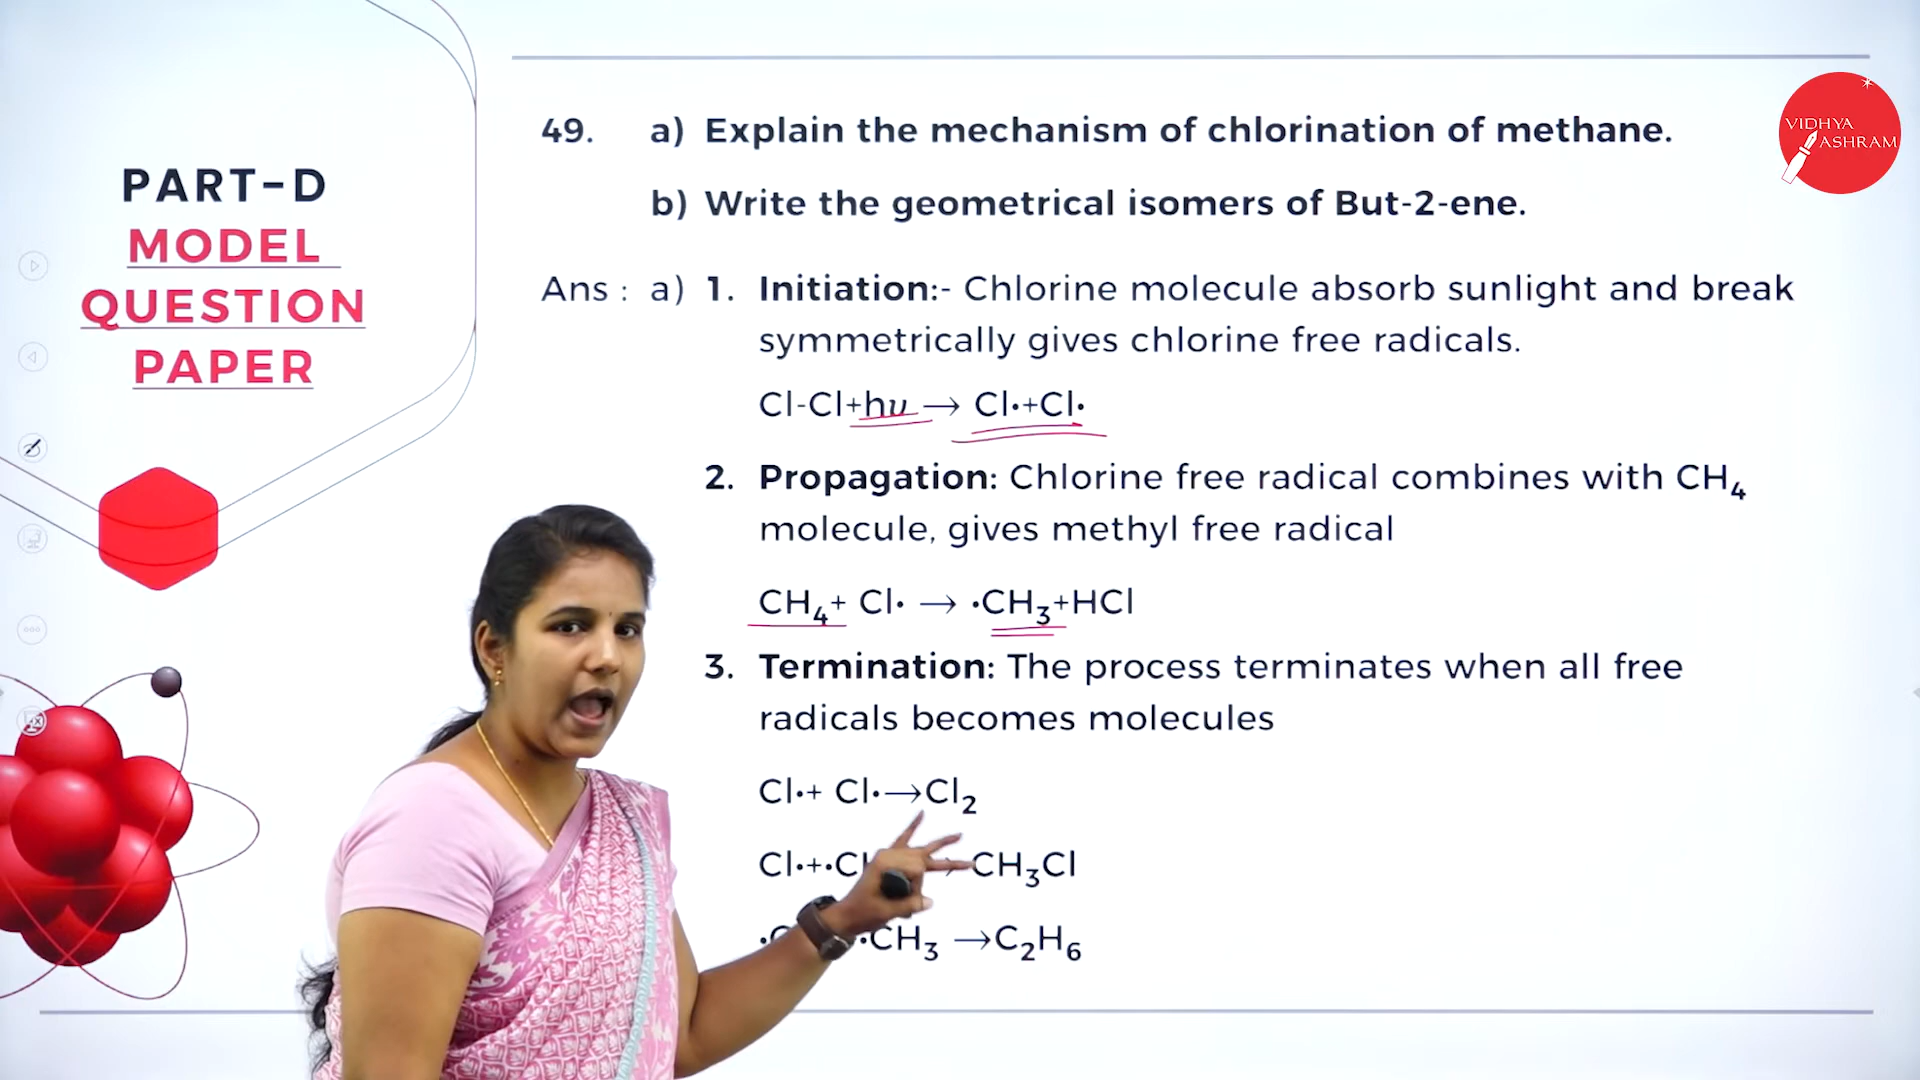 PART-D
MODEL
QUESTION
PAPER
VIDHYA
ASHRAM
49. a) Explain the mechanism of chlorination of methane.
b) Write the geometrical isomers of But-2-ene.
Ans : a) 1. Initiation:- Chlorine molecule absorb sunlight and break
symmetrically gives chlorine free radicals.
Cl-Cl+hυ → Cl•+Cl•
2. Propagation: Chlorine free radical combines with CH₄
molecule, gives methyl free radical
CH₄+ Cl• → •CH₃+HCl
3. Termination: The process terminates when all free
radicals becomes molecules
Cl•+ Cl•→Cl₂
Cl•+• CH₃Cl
•CH₃ →C₂H₆